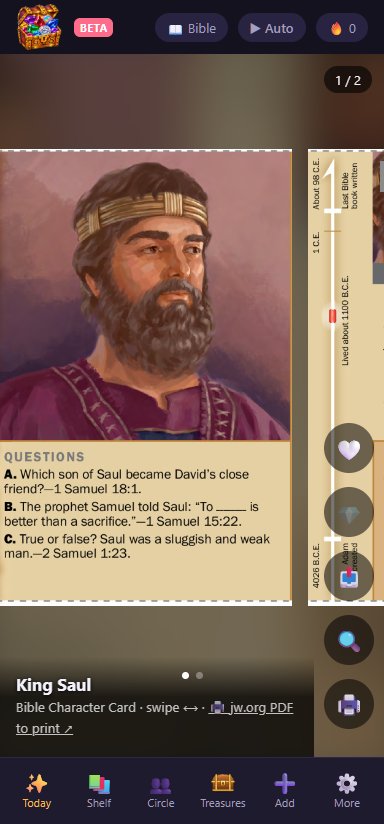 BETA
Bible
Auto
0
1 / 2
About 98 C.E.
Last Bible
book written
1 C.E.
Lived about 1100 B.C.E.
4026 B.C.E.
Adam
created
QUESTIONS
A. Which son of Saul became David's close
friend?—1 Samuel 18:1.
B. The prophet Samuel told Saul: “To _____ is
better than a sacrifice.”—1 Samuel 15:22.
C. True or false? Saul was a sluggish and weak
man.—2 Samuel 1:23.
King Saul
Bible Character Card · swipe ↔ · jw.org PDF
to print ↗
Today
Shelf
Circle
Treasures
Add
More